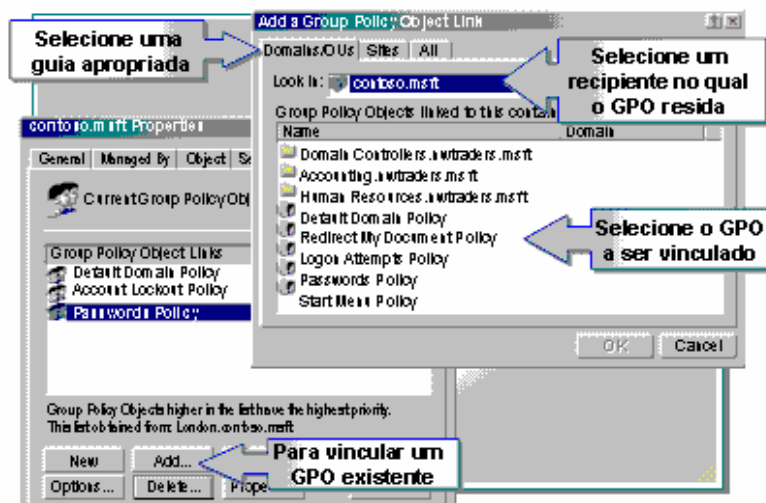 Selecione uma
guia apropriada
Add a Group Policy Object Link
Domains/OUs Sites All
Look in: contoso.msft
Selecione um
recipiente no qual
o GPO resida
Group Policy Objects linked to this contain
Name Domain
Domain Controllers.nwtraders.msft
Accounting.nwtraders.msft
Human Resources.nwtraders.msft
Default Domain Policy
Redirect My Document Policy
Logon Attempts Policy
Passwords Policy
Start Menu Policy
Selecione o GPO
a ser vinculado
OK Cancel
contoso.msft Properties
General Managed By Object Se
Current Group Policy Obj
Group Policy Object Links
Default Domain Policy
Account Lockout Policy
Passwords Policy
Group Policy Objects higher in the list have the highest priority.
This list obtained from: London.contoso.msft
New Add...
Options... Delete... Prope
Para vincular um
GPO existente